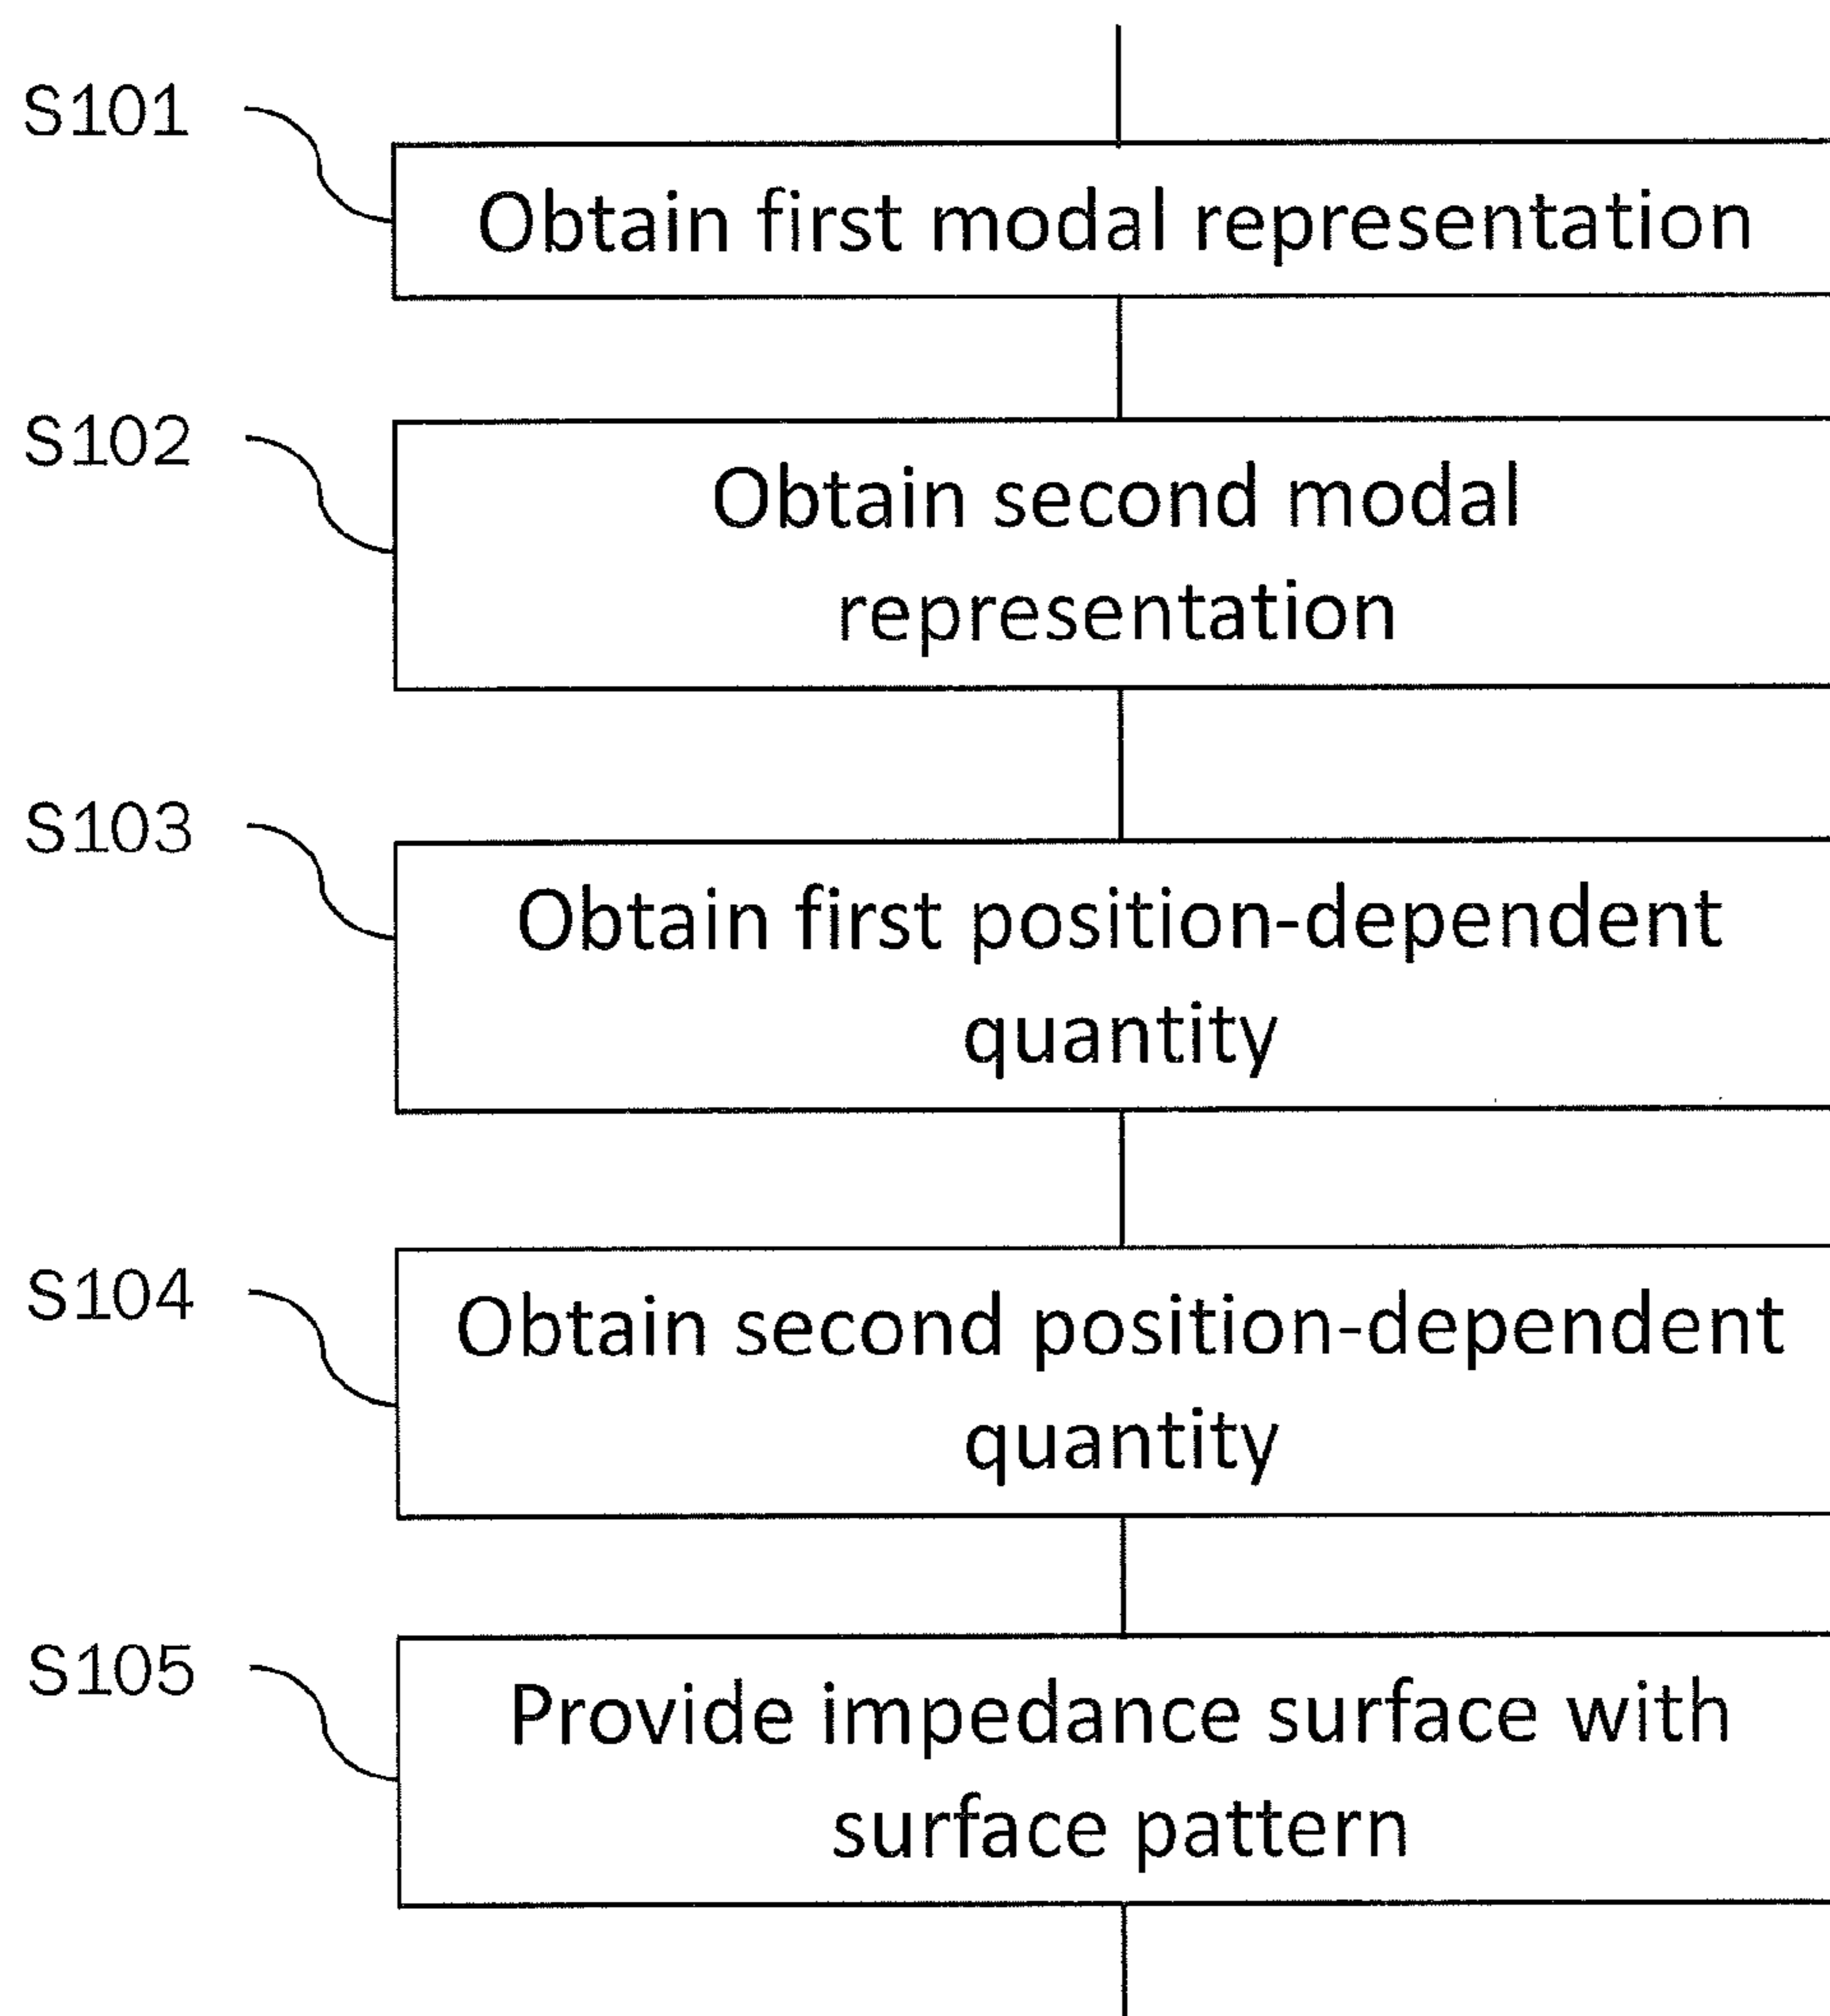 S101
Obtain first modal representation
S102
Obtain second modal
representation
S103
Obtain first position-dependent
quantity
S104
Obtain second position-dependent
quantity
S105
Provide impedance surface with
surface pattern